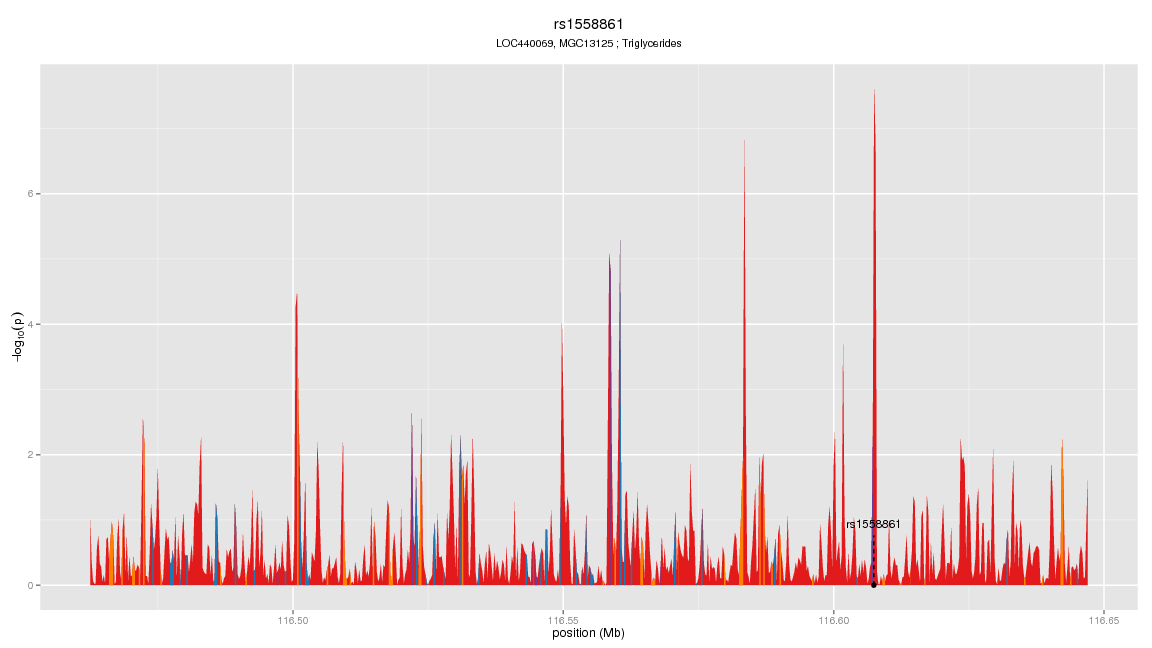 rs1558861
LOC440069, MGC13125 ; Triglycerides
−log10(p)
6
4
2
0
rs1558861
116.50
116.55
116.60
116.65
position (Mb)